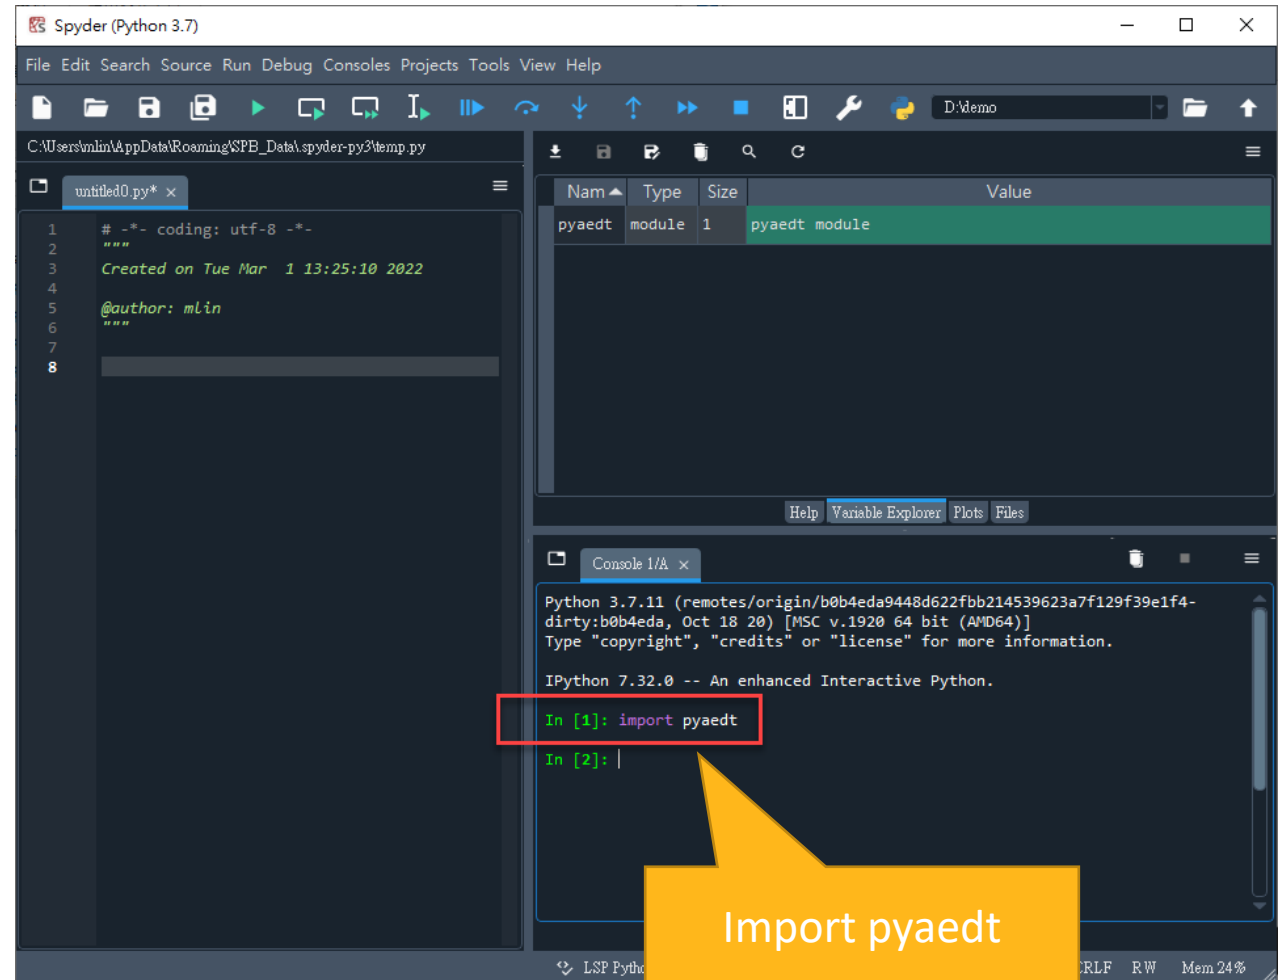 Spyder (Python 3.7)
File Edit Search Source Run Debug Consoles Projects Tools View Help
D:\demo
C:\Users\mlin\AppData\Roaming\SPB_Data\.spyder-py3\temp.py
untitled0.py*
1 # -*- coding: utf-8 -*-
2 """
3 Created on Tue Mar  1 13:25:10 2022
4
5 @author: mlin
6 """
7
8
Nam Type Size Value
pyaedt module 1 pyaedt module
Help Variable Explorer Plots Files
Console 1/A
Python 3.7.11 (remotes/origin/b0b4eda9448d622fbb214539623a7f129f39e1f4-
dirty:b0b4eda, Oct 18 20) [MSC v.1920 64 bit (AMD64)]
Type "copyright", "credits" or "license" for more information.
IPython 7.32.0 -- An enhanced Interactive Python.
In [1]: import pyaedt
In [2]:
Import pyaedt
LSP Pytho
CRLF RW Mem 24%